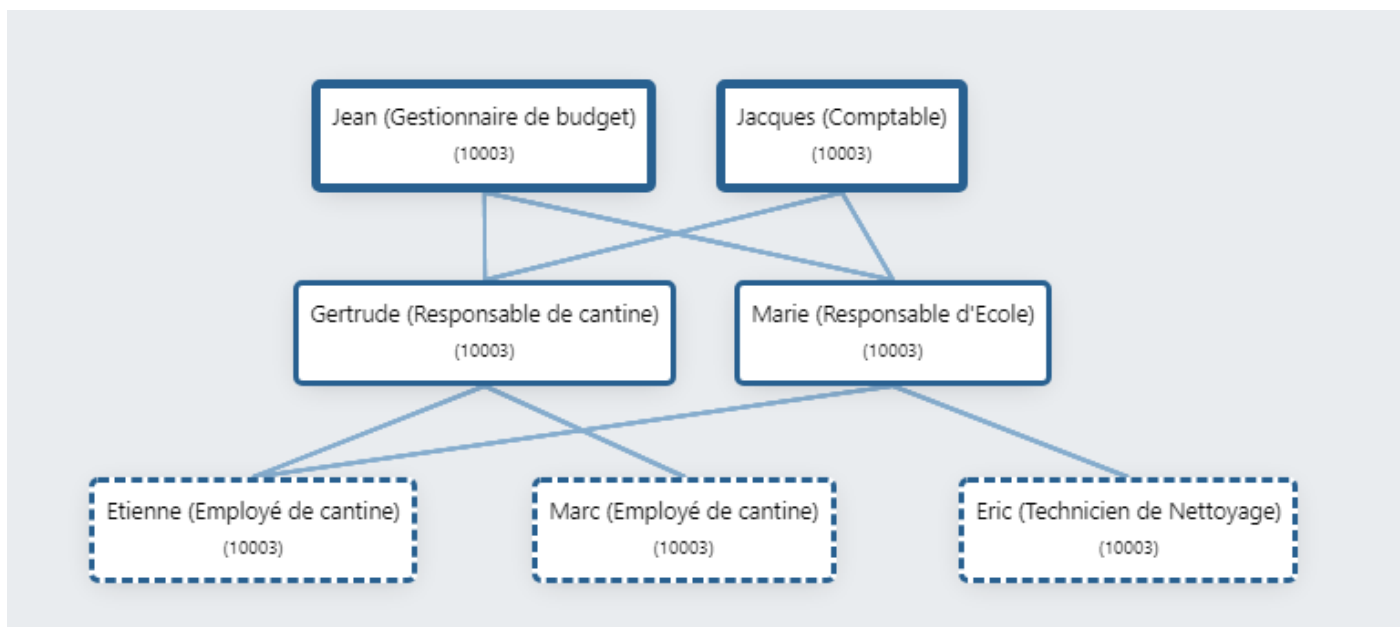 Jean (Gestionnaire de budget)
(10003)
Jacques (Comptable)
(10003)
Gertrude (Responsable de cantine)
(10003)
Marie (Responsable d'Ecole)
(10003)
Etienne (Employé de cantine)
(10003)
Marc (Employé de cantine)
(10003)
Eric (Technicien de Nettoyage)
(10003)